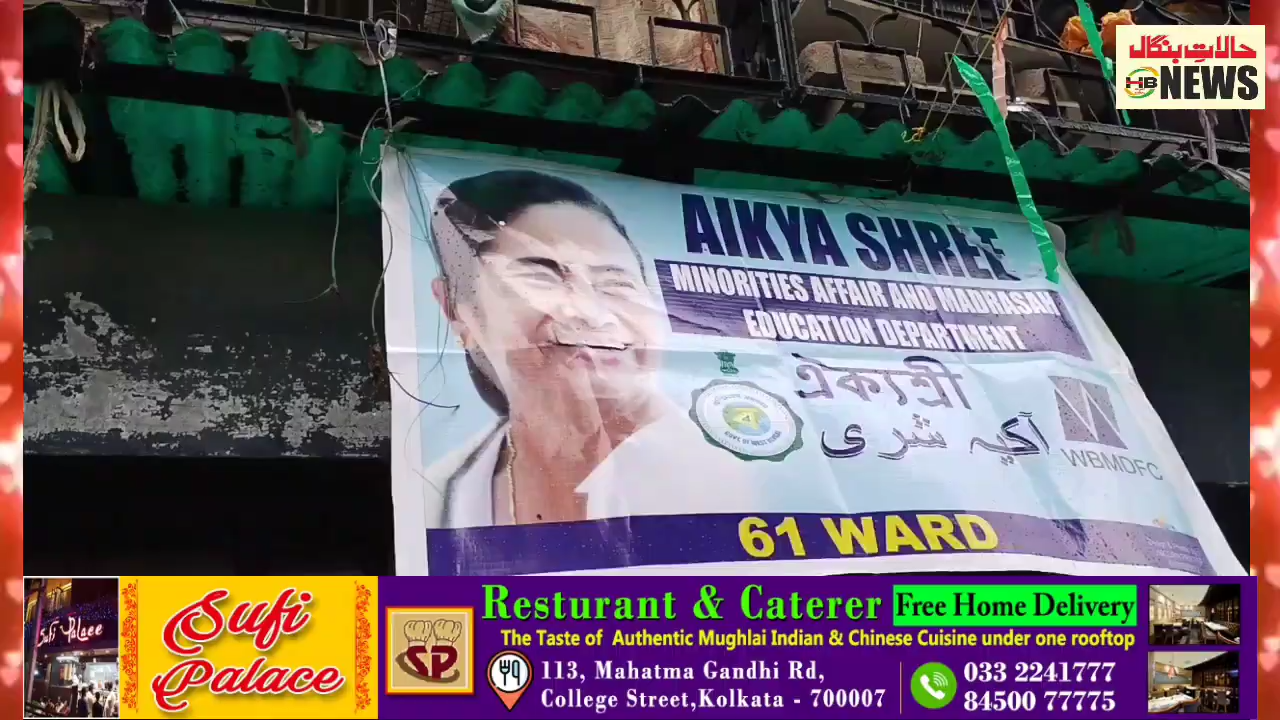 حالاتِ بنگال
HB NEWS
AIKYA SHREE
MINORITIES AFFAIR AND MADRASAH
EDUCATION DEPARTMENT
ঐক্যশ্রী
آکیہ شری
WBMDFC
61 WARD
Sufi Palace
Sufi
Palace
SP
Resturant & Caterer
Free Home Delivery
The Taste of Authentic Mughlai Indian & Chinese Cuisine under one rooftop
113, Mahatma Gandhi Rd,
College Street,Kolkata - 700007
033 2241777
84500 77775